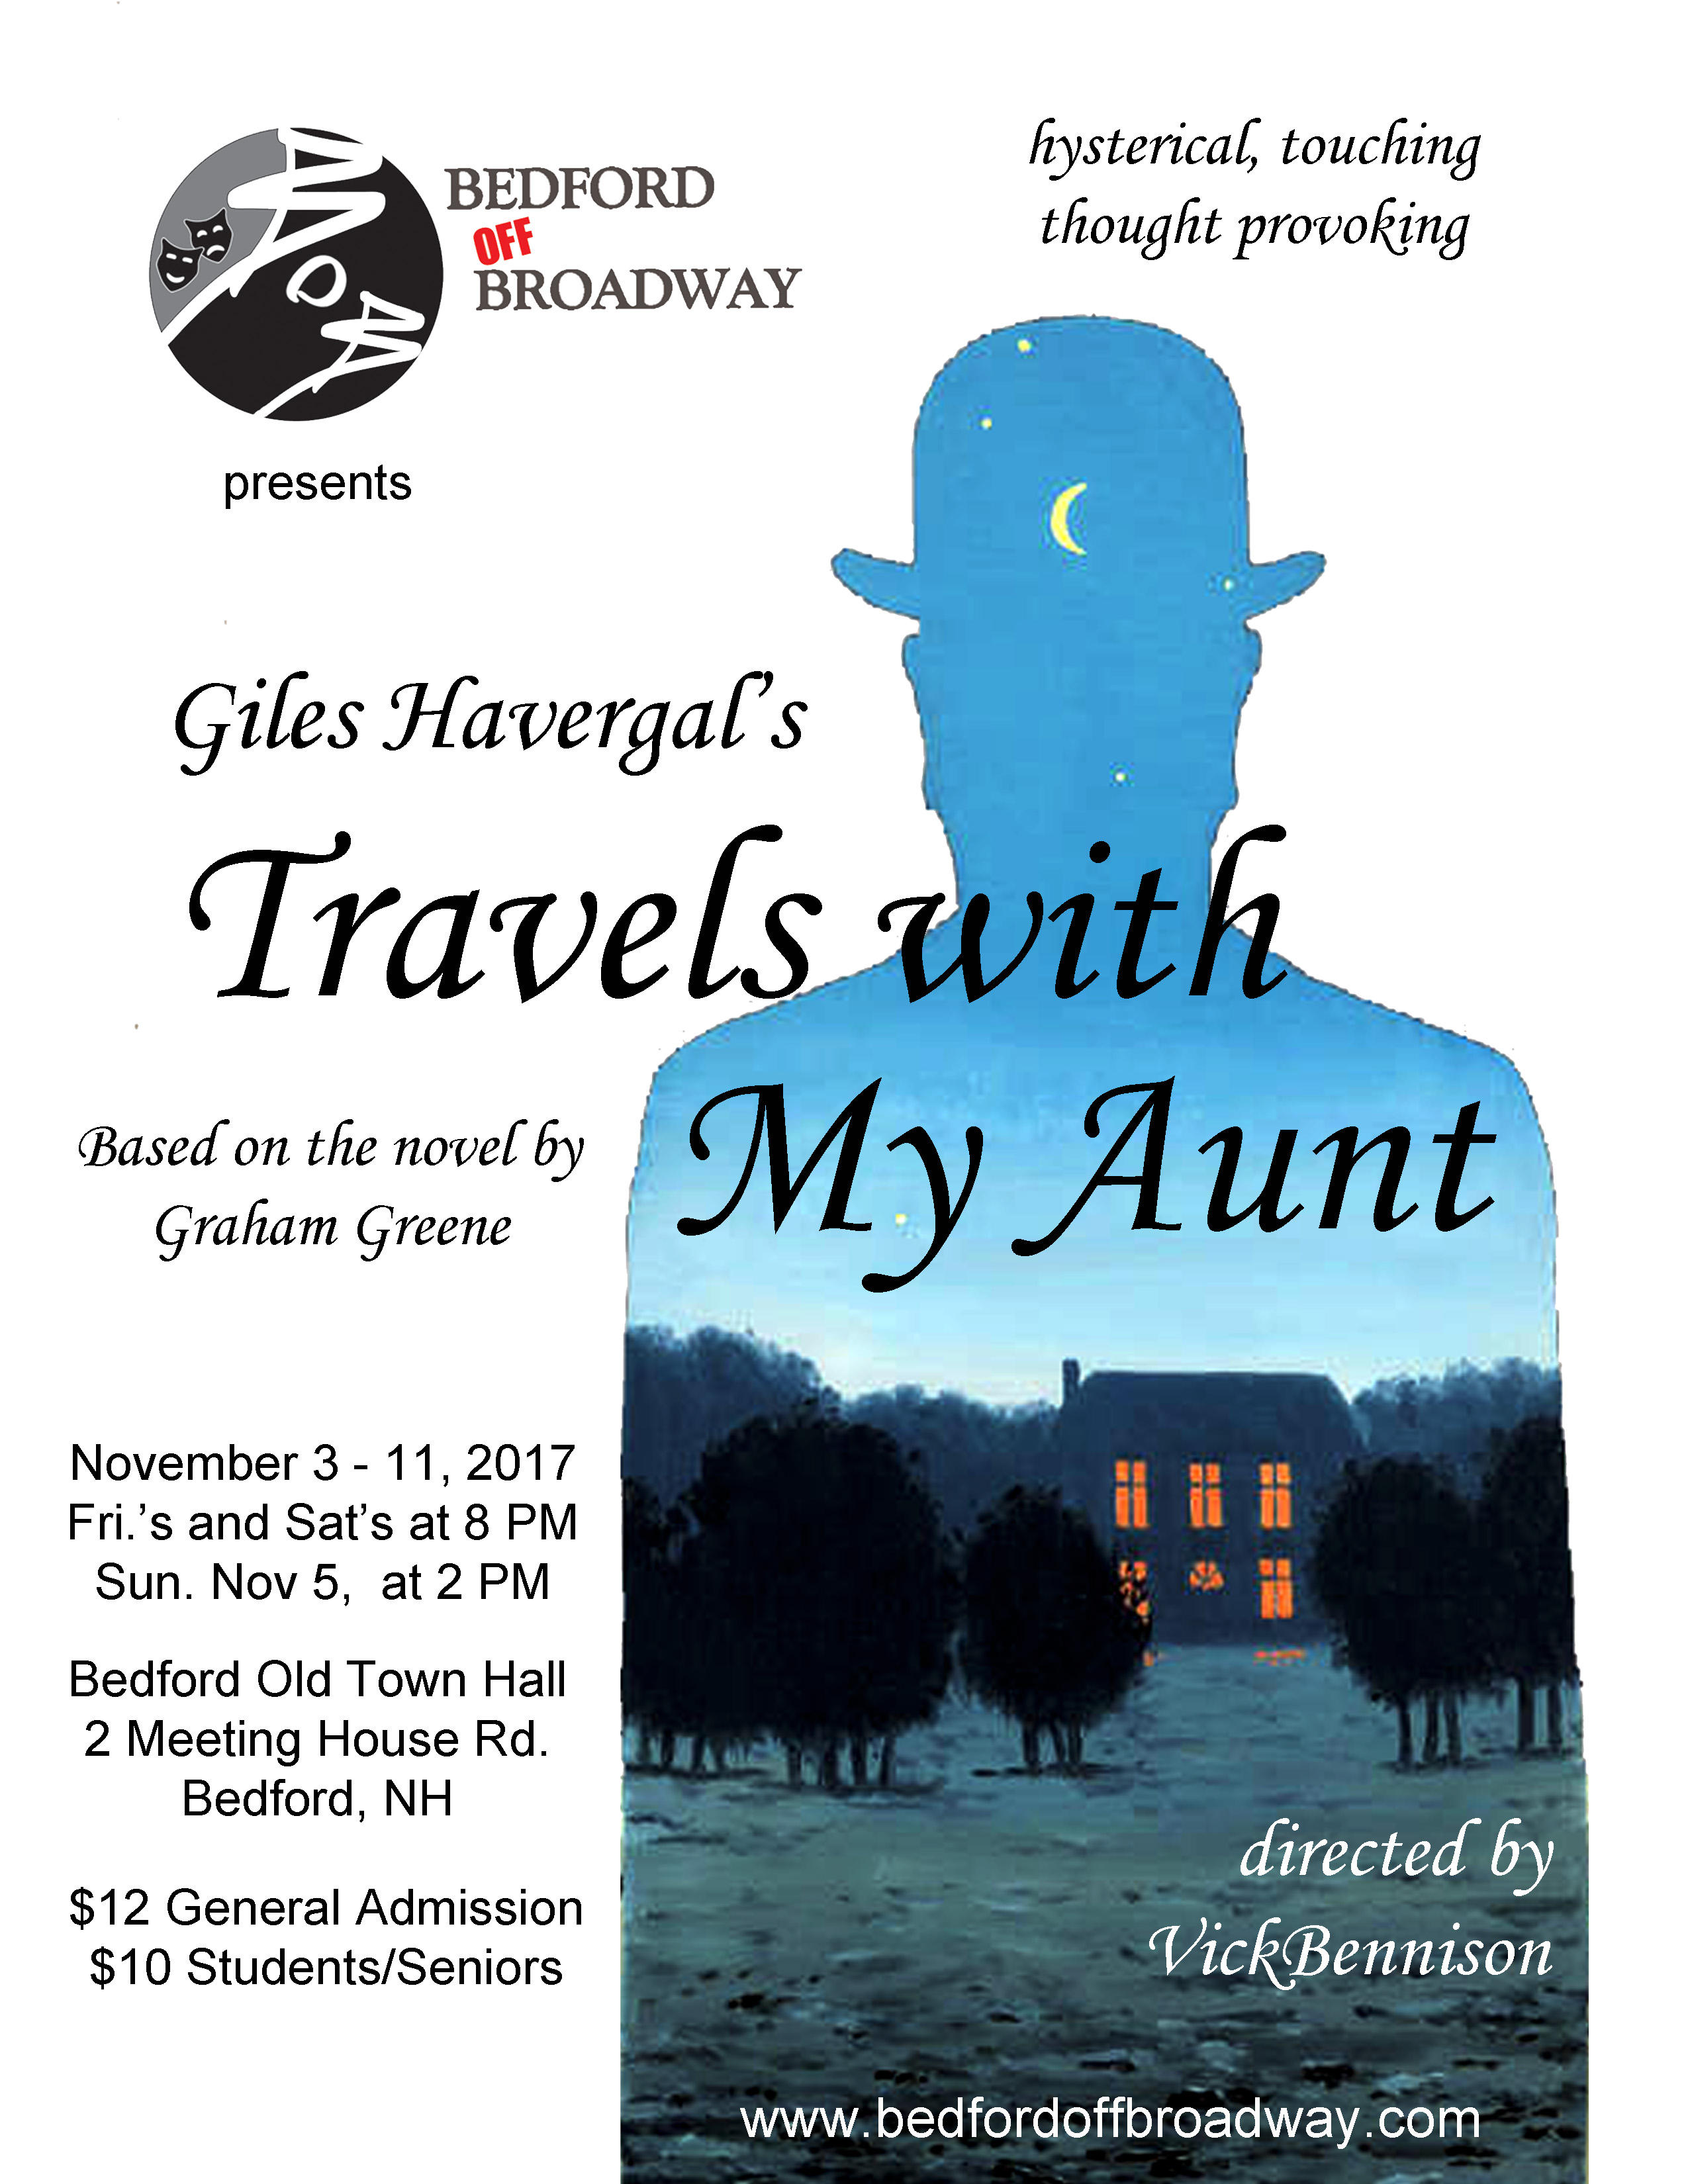 BEDFORD
OFF
BROADWAY
hysterical, touching
thought provoking
presents
Giles Havergal's
Travels with
My Aunt
Based on the novel by
Graham Greene
November 3 - 11, 2017
Fri.'s and Sat's at 8 PM
Sun. Nov 5,  at 2 PM
Bedford Old Town Hall
2 Meeting House Rd.
Bedford, NH
$12 General Admission
$10 Students/Seniors
directed by
VickBennison
www.bedfordoffbroadway.com